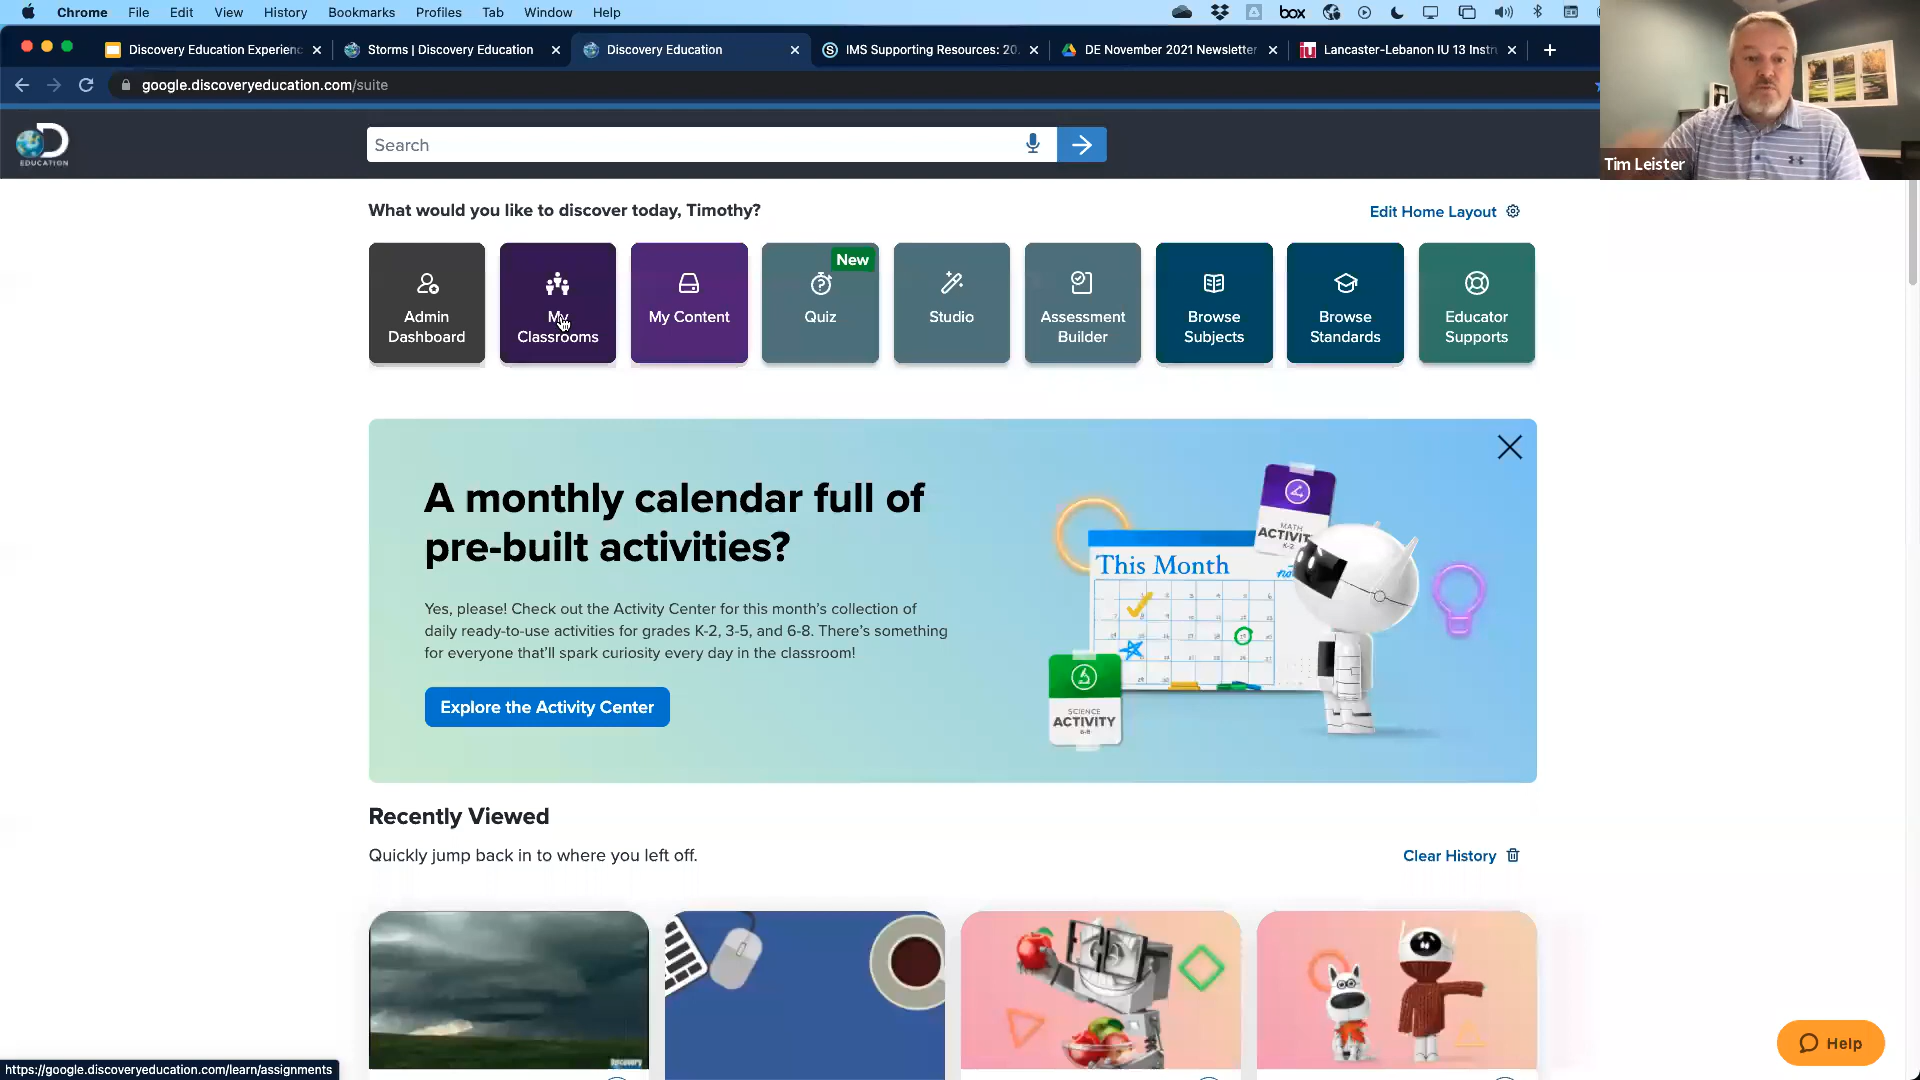 Chrome File Edit View History Bookmarks Profiles Tab Window Help
box
Discovery Education Experienc
Storms | Discovery Education
Discovery Education
IMS Supporting Resources: 20
DE November 2021 Newsletter
Lancaster-Lebanon IU 13 Instru
google.discoveryeducation.com/suite
EDUCATION
Search
Tim Leister
What would you like to discover today, Timothy?
Edit Home Layout
Admin
Dashboard
My
Classrooms
My Content
New
Quiz
Studio
Assessment
Builder
Browse
Subjects
Browse
Standards
Educator
Supports
A monthly calendar full of
pre-built activities?
Yes, please! Check out the Activity Center for this month's collection of
daily ready-to-use activities for grades K-2, 3-5, and 6-8. There's something
for everyone that'll spark curiosity every day in the classroom!
Explore the Activity Center
This Month
MATH
ACTIVIT
K-2
SCIENCE
ACTIVITY
6-8
Recently Viewed
Quickly jump back in to where you left off.
Clear History
Discovery
Help
https://google.discoveryeducation.com/learn/assignments